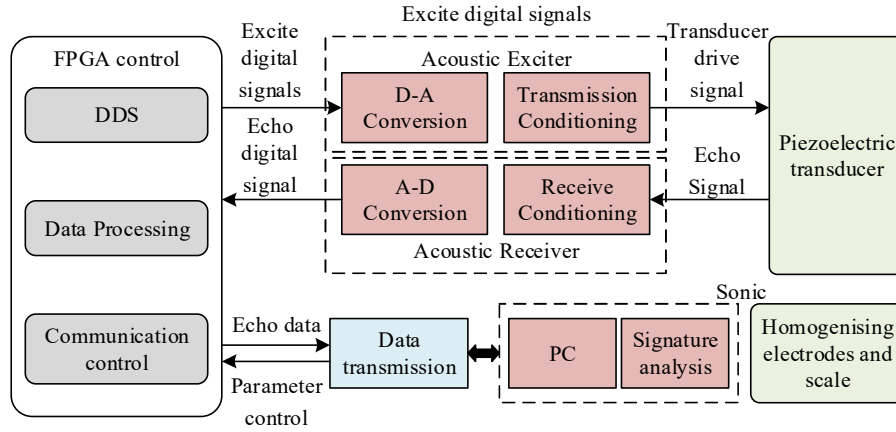 Excite digital signals
FPGA control
Excite
digital
signals
Acoustic Exciter
Transducer
drive
signal
DDS
D-A
Conversion
Transmission
Conditioning
Echo
digital
signal
Piezoelectric
transducer
Echo
Signal
A-D
Conversion
Receive
Conditioning
Data Processing
Acoustic Receiver
Sonic
Communication
control
Echo data
Parameter
control
Data
transmission
PC
Signature
analysis
Homogenising
electrodes and
scale